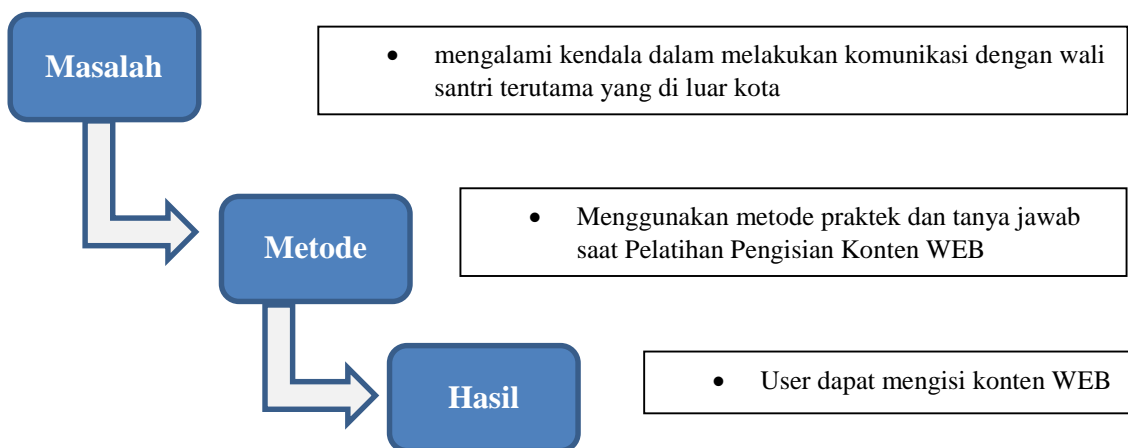 Masalah
• mengalami kendala dalam melakukan komunikasi dengan wali
santri terutama yang di luar kota
Metode
• Menggunakan metode praktek dan tanya jawab
saat Pelatihan Pengisian Konten WEB
Hasil
• User dapat mengisi konten WEB